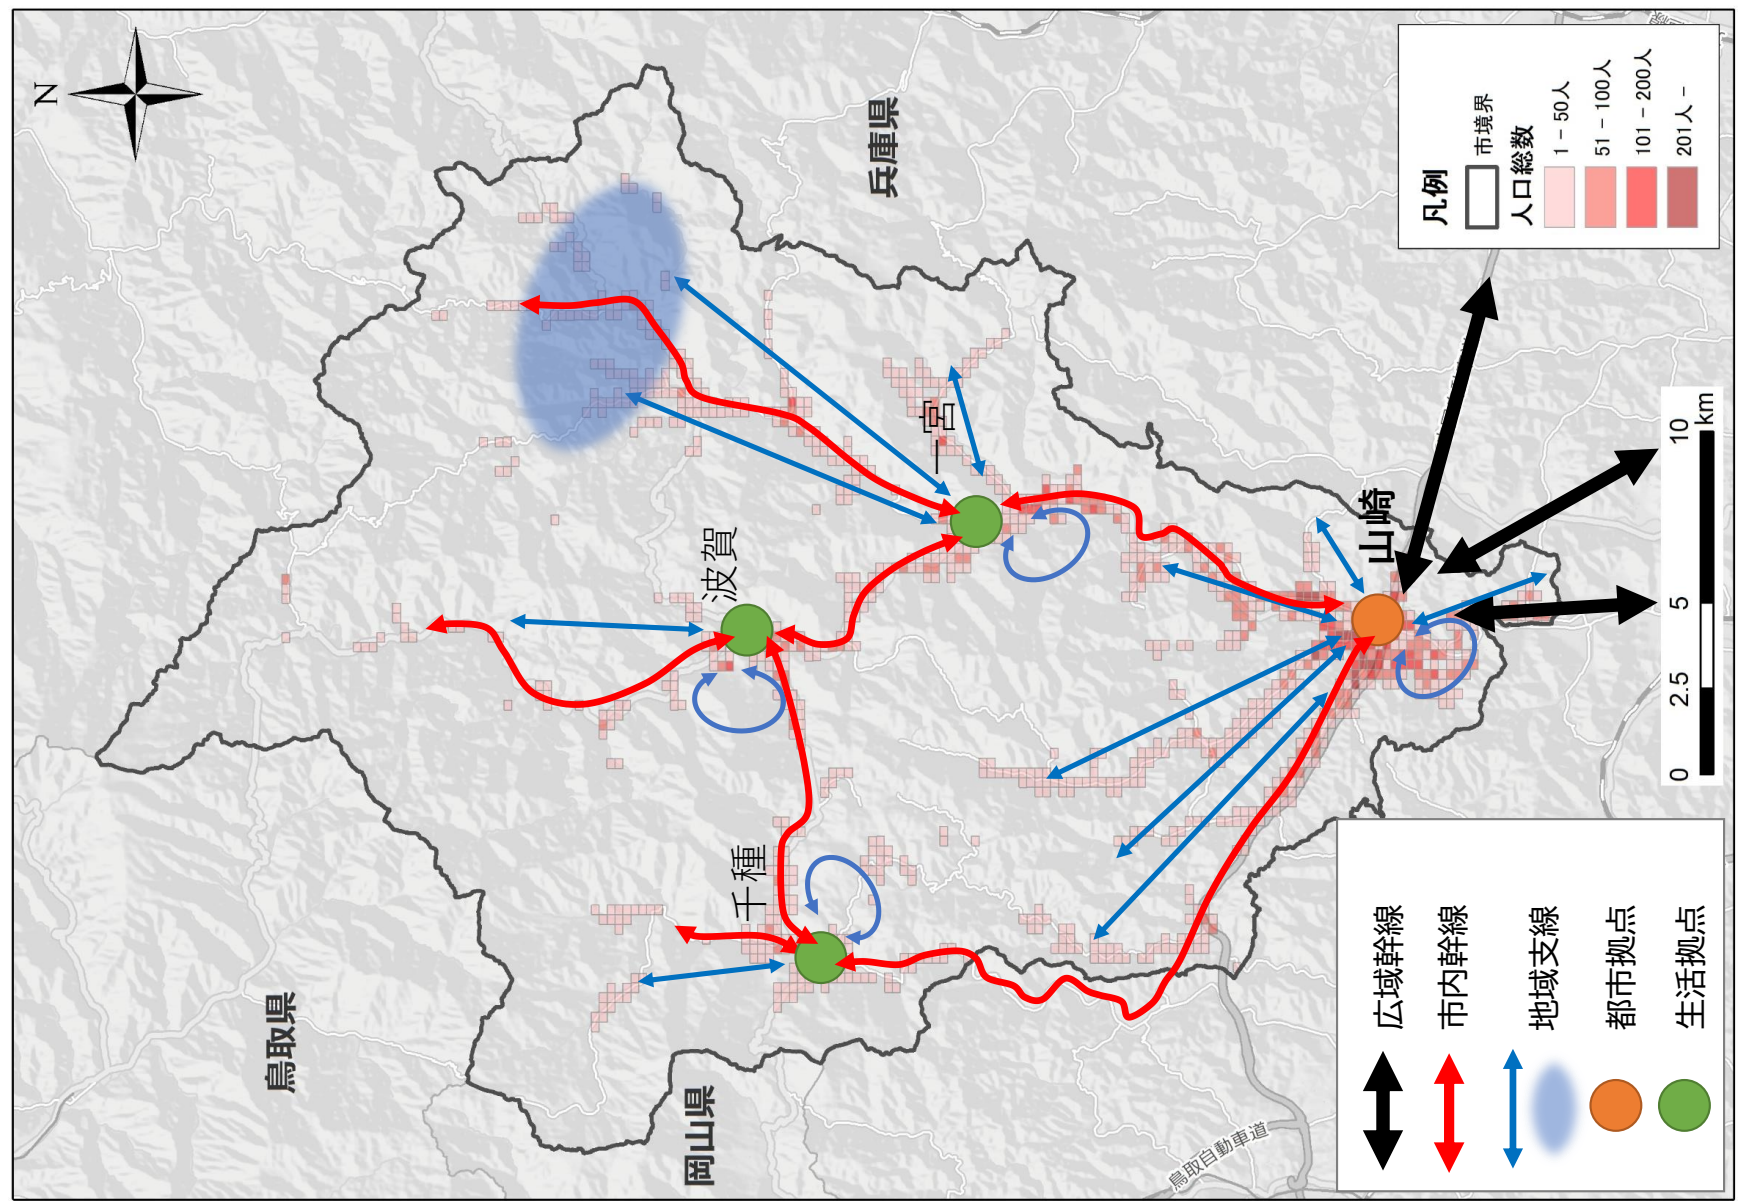 N
鳥取県
岡山県
兵庫県
千種
波賀
一宮
山崎
鳥取自動車道
凡例
市境界
人口総数
1 - 50人
51 - 100人
101 - 200人
201人 -
広域幹線
市内幹線
地域支線
都市拠点
生活拠点
0 2.5 5 10
km